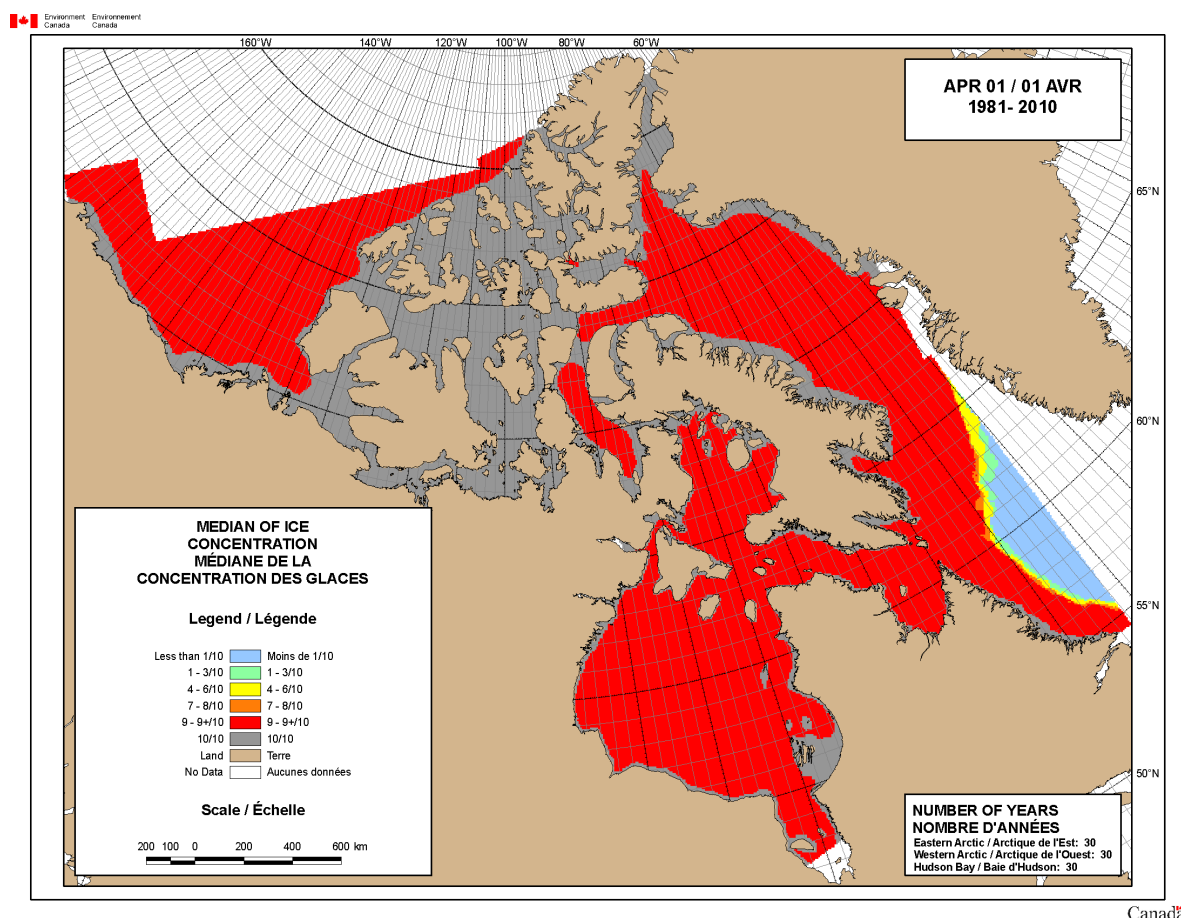 Environment Environnement
Canada Canada
160°W 140°W 120°W 100°W 80°W 60°W
APR 01 / 01 AVR
1981- 2010
65°N
60°N
55°N
50°N
MEDIAN OF ICE
CONCENTRATION
MÉDIANE DE LA
CONCENTRATION DES GLACES
Legend / Légende
Less than 1/10 Moins de 1/10
1 - 3/10 1 - 3/10
4 - 6/10 4 - 6/10
7 - 8/10 7 - 8/10
9 - 9+/10 9 - 9+/10
10/10 10/10
Land Terre
No Data Aucunes données
Scale / Échelle
200 100 0 200 400 600 km
NUMBER OF YEARS
NOMBRE D'ANNÉES
Eastern Arctic / Arctique de l'Est: 30
Western Arctic / Arctique de l'Ouest: 30
Hudson Bay / Baie d'Hudson: 30
Canada